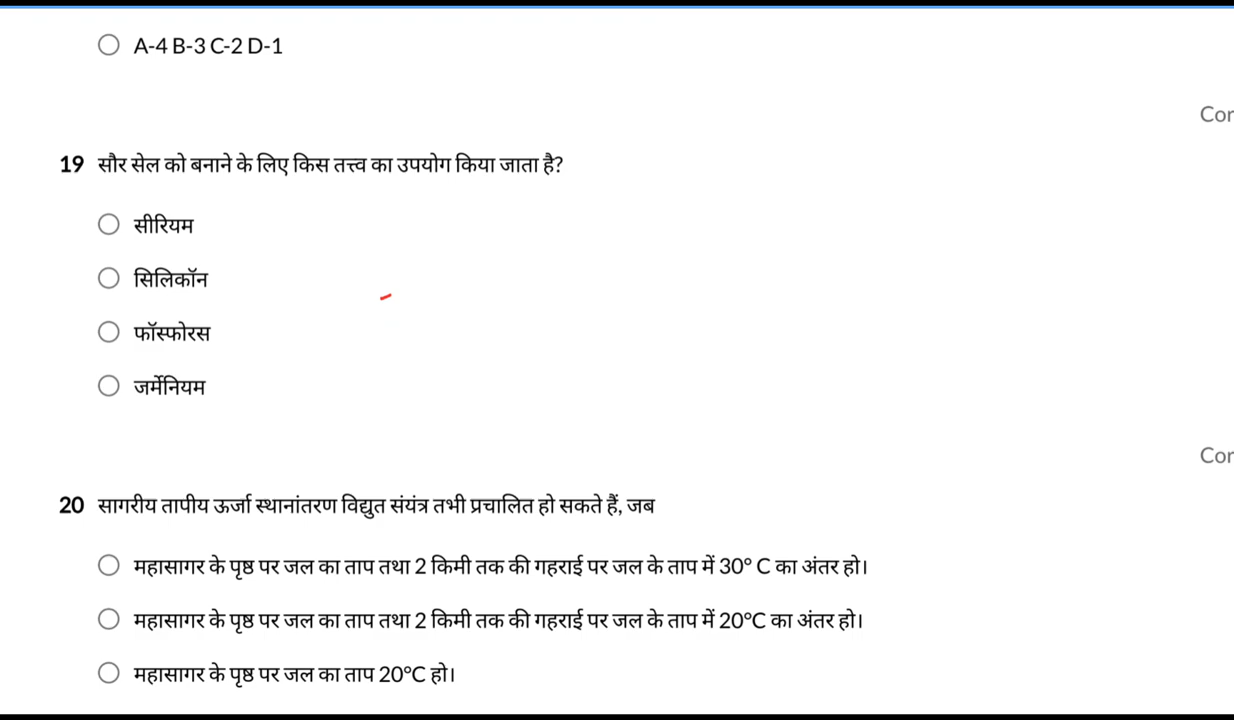 A-4 B-3 C-2 D-1
Cor
19 सौर सेल को बनाने के लिए किस तत्त्व का उपयोग किया जाता है?
सीरियम
सिलिकॉन
फॉस्फोरस
जर्मेनियम
Cor
20 सागरीय तापीय ऊर्जा स्थानांतरण विद्युत संयंत्र तभी प्रचालित हो सकते हैं, जब
महासागर के पृष्ठ पर जल का ताप तथा 2 किमी तक की गहराई पर जल के ताप में 30° C का अंतर हो।
महासागर के पृष्ठ पर जल का ताप तथा 2 किमी तक की गहराई पर जल के ताप में 20°C का अंतर हो।
महासागर के पृष्ठ पर जल का ताप 20°C हो।